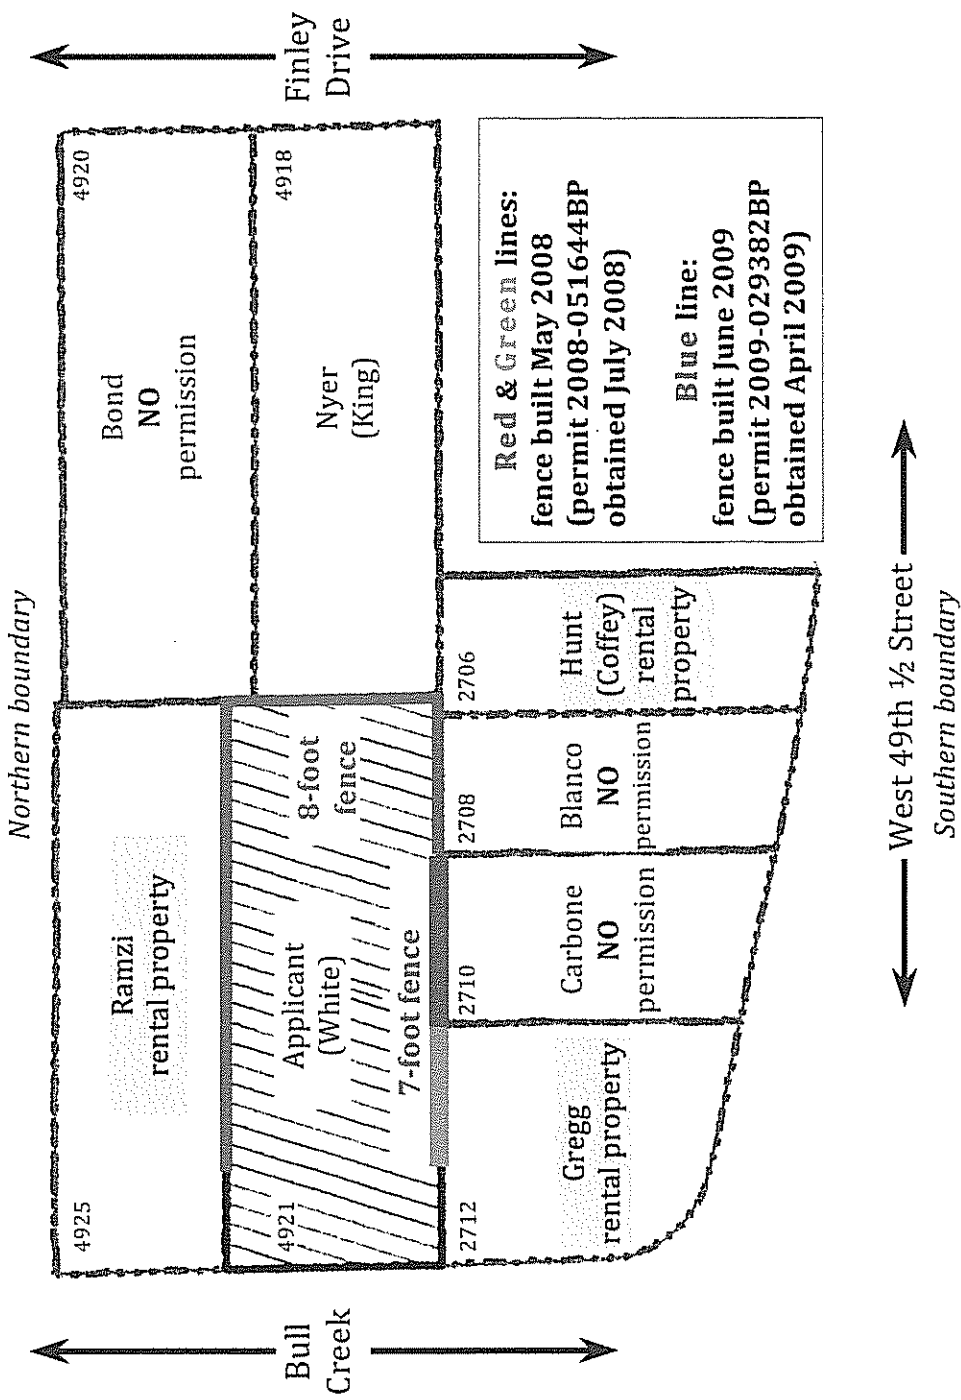 Northern boundary
Bull
Creek
Finley
Drive
4925
Ramzi
rental property
4920
Bond
NO
permission
4921
Applicant
(White)
8-foot
fence
7-foot fence
4918
Nyer
(King)
2712
Gregg
rental property
2710
Carbone
NO
permission
2708
Blanco
NO
permission
2706
Hunt
(Coffey)
rental
property
Red & Green lines:
fence built May 2008
(permit 2008-051644BP
obtained July 2008)
Blue line:
fence built June 2009
(permit 2009-029382BP
obtained April 2009)
West 49th ½ Street
Southern boundary